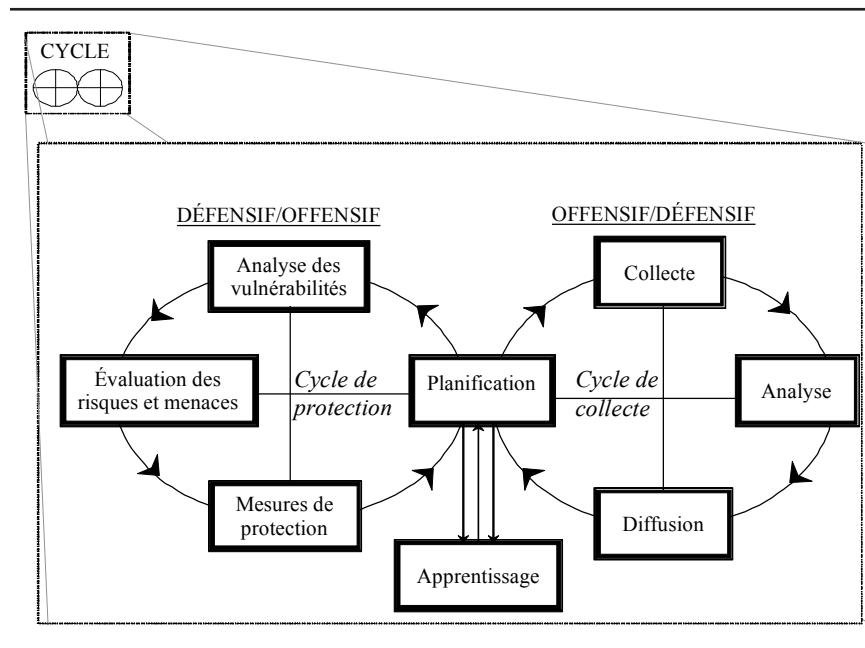 CYCLE
DÉFENSIF/OFFENSIF
OFFENSIF/DÉFENSIF
Analyse des
vulnérabilités
Collecte
Évaluation des
risques et menaces
Cycle de
protection
Planification
Cycle de
collecte
Analyse
Mesures de
protection
Diffusion
Apprentissage